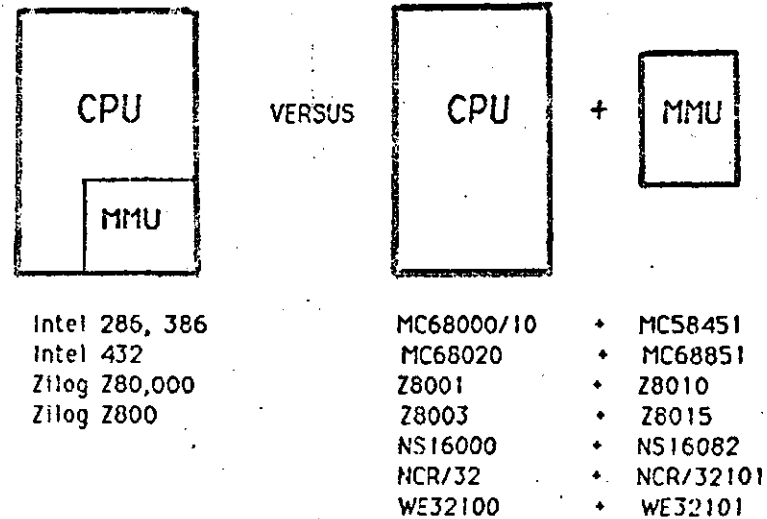 CPU VERSUS CPU + MMU
MMU
Intel 286, 386
Intel 432
Zilog Z80,000
Zilog Z800
MC68000/10 + MC58451
MC68020 + MC68851
Z8001 + Z8010
Z8003 + Z8015
NS16000 + NS16082
NCR/32 + NCR/32101
WE32100 + WE32101